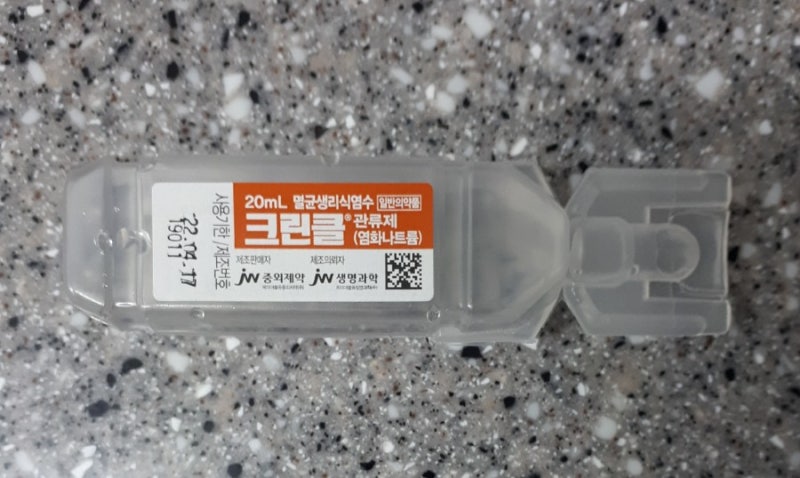 20mL 멸균생리식염수 일반의약품
크린클® 관류제
(염화나트륨)
제조판매자
jw 중외제약
제조의뢰자
jw 생명과학
사용기한/제조번호
'22.04.17
19011